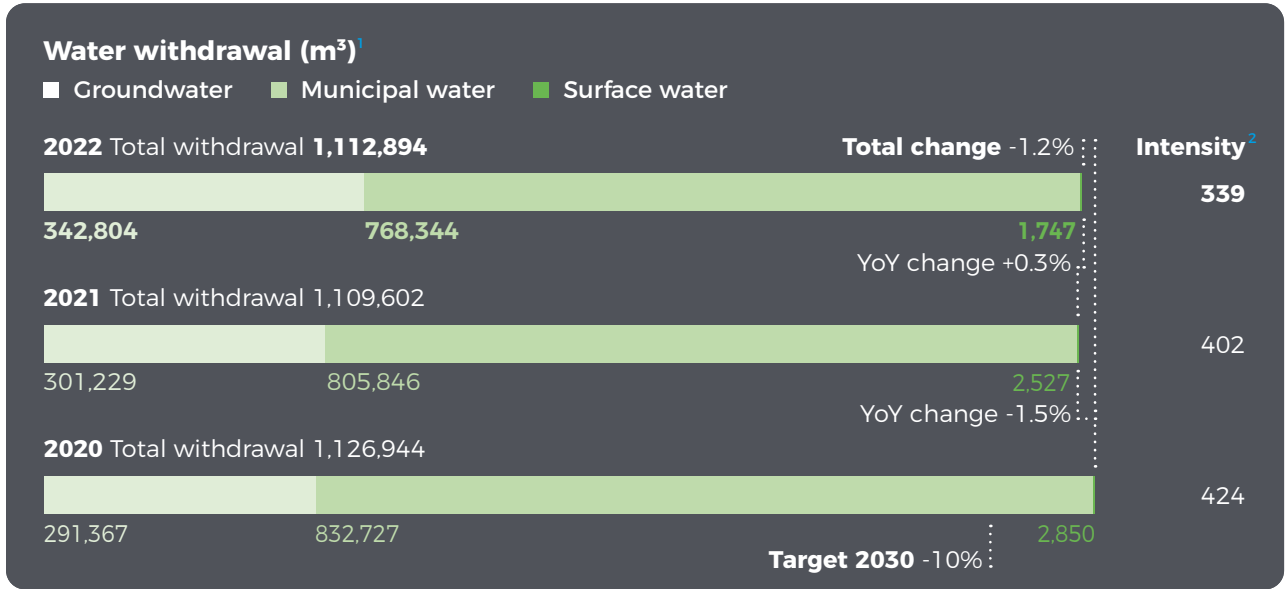 Water withdrawal (m³)¹
Groundwater Municipal water Surface water
2022 Total withdrawal 1,112,894 Total change -1.2% Intensity²
339
342,804 768,344 1,747
YoY change +0.3%
2021 Total withdrawal 1,109,602
402
301,229 805,846 2,527
YoY change -1.5%
2020 Total withdrawal 1,126,944
424
291,367 832,727 2,850
Target 2030 -10%